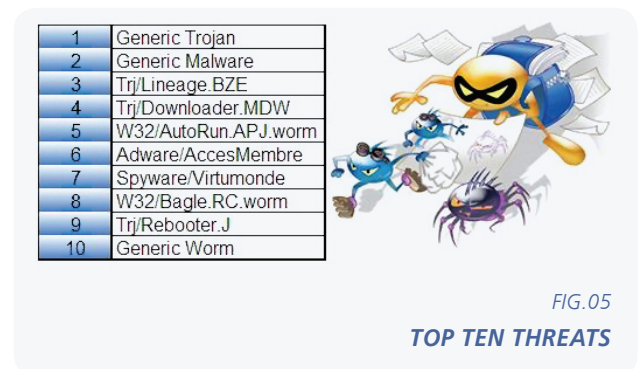 1 Generic Trojan
2 Generic Malware
3 Trj/Lineage.BZE
4 Trj/Downloader.MDW
5 W32/AutoRun.APJ.worm
6 Adware/AccesMembre
7 Spyware/Virtumonde
8 W32/Bagle.RC.worm
9 Trj/Rebooter.J
10 Generic Worm
FIG.05
TOP TEN THREATS